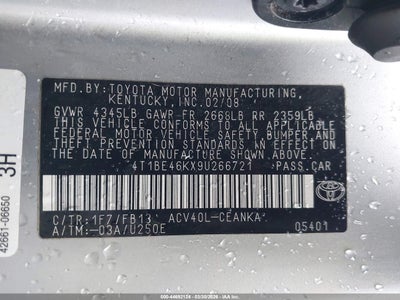 MFD.BY: TOYOTA MOTOR MANUFACTURING,
KENTUCKY, INC. 02/08
GVWR 4345LB GAWR FR 2668LB RR 2359LB
THIS VEHICLE CONFORMS TO ALL APPLICABLE
FEDERAL MOTOR VEHICLE SAFETY, BUMPER, AND
THEFT PREVENTION STANDARDS IN EFFECT ON
THE DATE OF MANUFACTURE SHOWN ABOVE.
4T1BE46KX9U266721 PASS.CAR
C/TR: 1F7/FB13 ACV40L-CEANKA
A/TM: -03A/U250E
05401
TOYOTA
42661-06650
3H